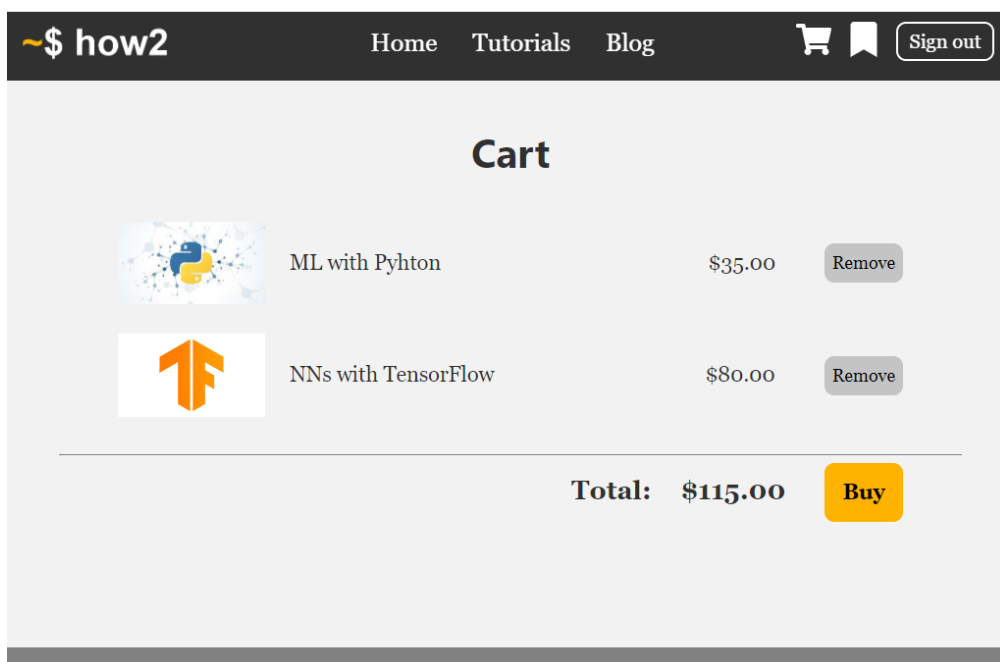 ~$ how2 Home Tutorials Blog Sign out
Cart
ML with Pyhton $35.00 Remove
NNs with TensorFlow $80.00 Remove
Total: $115.00 Buy